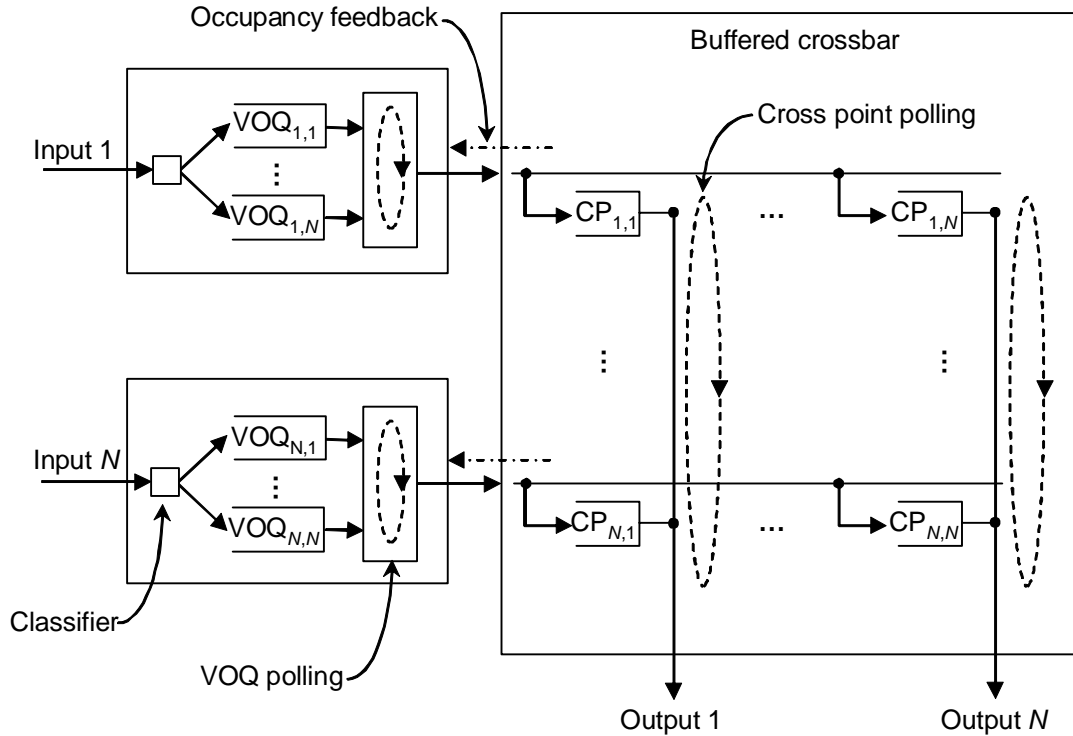 Occupancy feedback
Buffered crossbar
Cross point polling
Input 1
VOQ1,1
⋮
VOQ1,N
CP1,1
...
CP1,N
⋮
⋮
Input N
VOQN,1
⋮
VOQN,N
CPN,1
...
CPN,N
Classifier
VOQ polling
Output 1
Output N